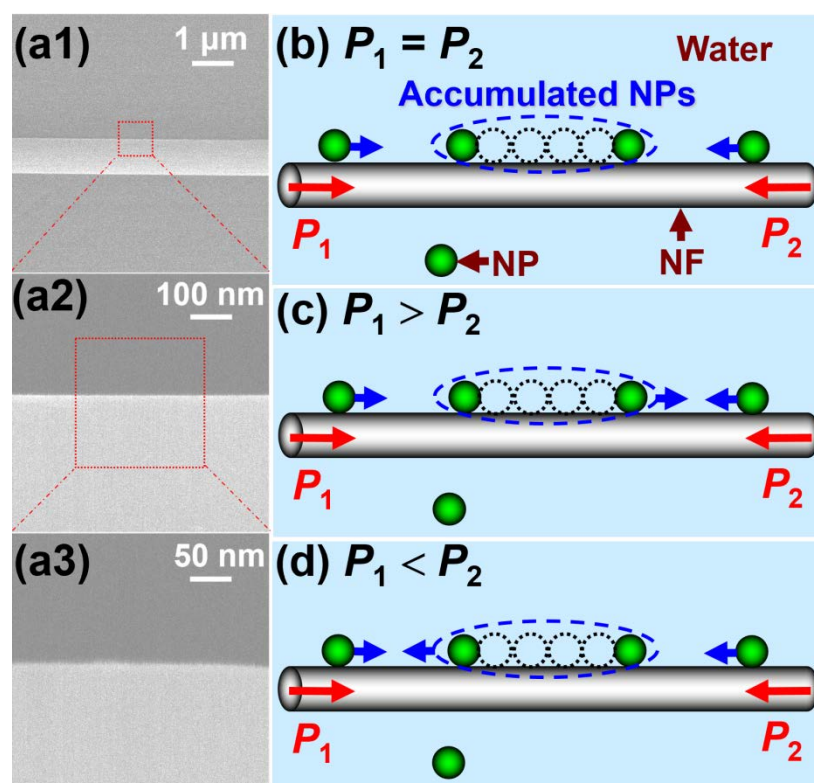 (a1)
1 µm
(a2)
100 nm
(a3)
50 nm
(b) P1 = P2
Water
Accumulated NPs
P1
P2
NP
NF
(c) P1 > P2
P1
P2
(d) P1 < P2
P1
P2